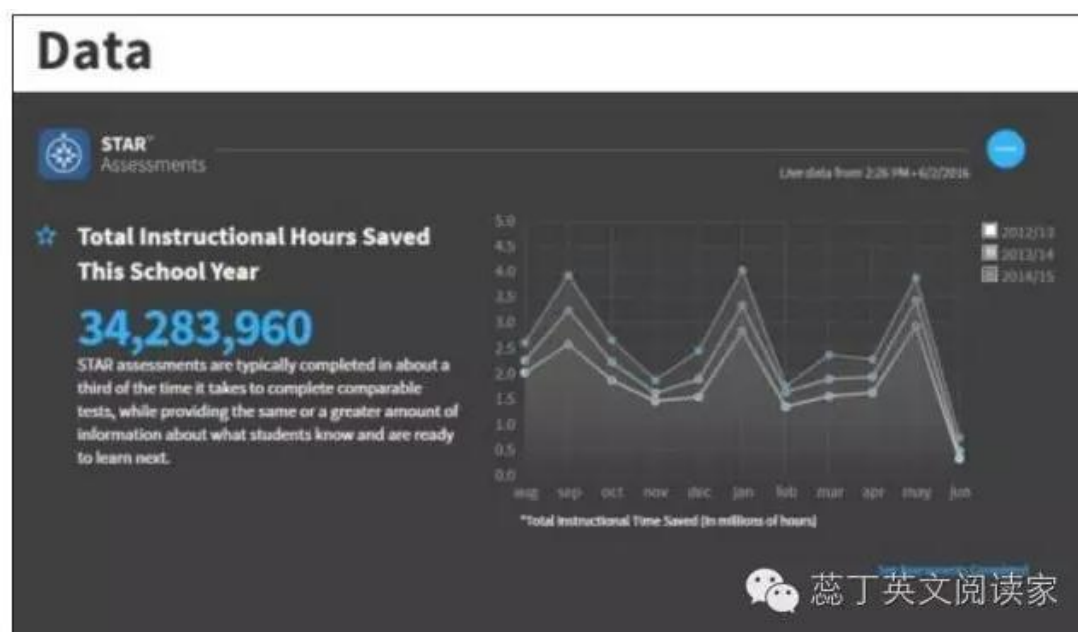 Data
STAR™
Assessments
Live data from 2:26 PM • 6/2/2016
Total Instructional Hours Saved
This School Year
34,283,960
STAR assessments are typically completed in about a
third of the time it takes to complete comparable
tests, while providing the same or a greater amount of
information about what students know and are ready
to learn next.
5.0
4.5
4.0
3.5
3.0
2.5
2.0
1.5
1.0
0.5
0.0
aug sep oct nov dec jan feb mar apr may jun
2012/13
2013/14
2014/15
*Total Instructional Time Saved (in millions of hours)
蕊丁英文阅读家